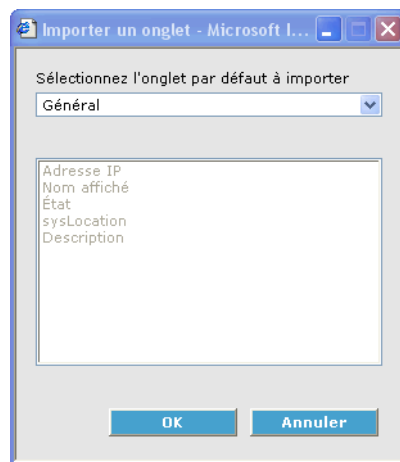 Importer un onglet - Microsoft I...
Sélectionnez l'onglet par défaut à importer
Général
Adresse IP
Nom affiché
État
sysLocation
Description
OK
Annuler